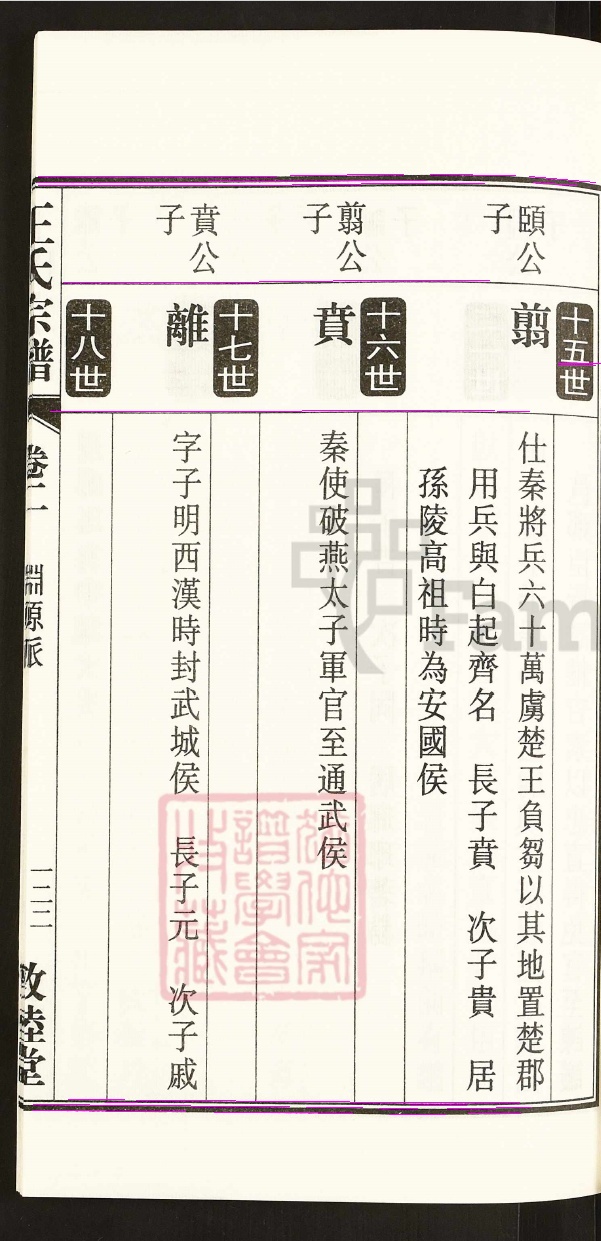 十五世
頤公子
翦
仕秦將兵六十萬虜楚王負芻以其地置楚郡
用兵與白起齊名　長子賁　次子貴　居
孫陵高祖時為安國侯
十六世
翦公子
賁
秦使破燕太子軍官至通武侯
十七世
賁公子
離
字子明西漢時封武城侯　長子元　次子威
十八世
王氏宗譜
卷二
淵源派
敦睦堂
Fam